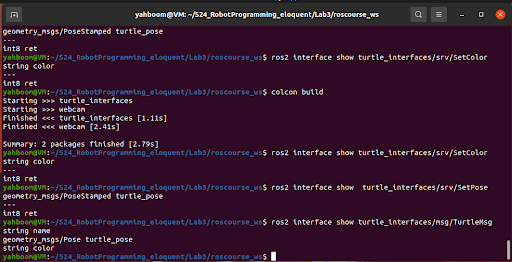 yahboom@VM: ~/S24_RobotProgramming_eloquent/Lab3/roscourse_ws
geometry_msgs/PoseStamped turtle_pose
---
int8 ret
yahboom@VM:~/S24_RobotProgramming_eloquent/Lab3/roscourse_ws$ ros2 interface show turtle_interfaces/srv/SetColor
string color
---
int8 ret
yahboom@VM:~/S24_RobotProgramming_eloquent/Lab3/roscourse_ws$ colcon build
Starting >>> turtle_interfaces
Starting >>> webcam
Finished <<< turtle_interfaces [1.11s]
Finished <<< webcam [2.41s]
Summary: 2 packages finished [2.79s]
yahboom@VM:~/S24_RobotProgramming_eloquent/Lab3/roscourse_ws$ ros2 interface show turtle_interfaces/srv/SetColor
string color
---
int8 ret
yahboom@VM:~/S24_RobotProgramming_eloquent/Lab3/roscourse_ws$ ros2 interface show  turtle_interfaces/srv/SetPose
geometry_msgs/PoseStamped turtle_pose
---
int8 ret
yahboom@VM:~/S24_RobotProgramming_eloquent/Lab3/roscourse_ws$ ros2 interface show turtle_interfaces/msg/TurtleMsg
string name
geometry_msgs/Pose turtle_pose
string color
yahboom@VM:~/S24_RobotProgramming_eloquent/Lab3/roscourse_ws$